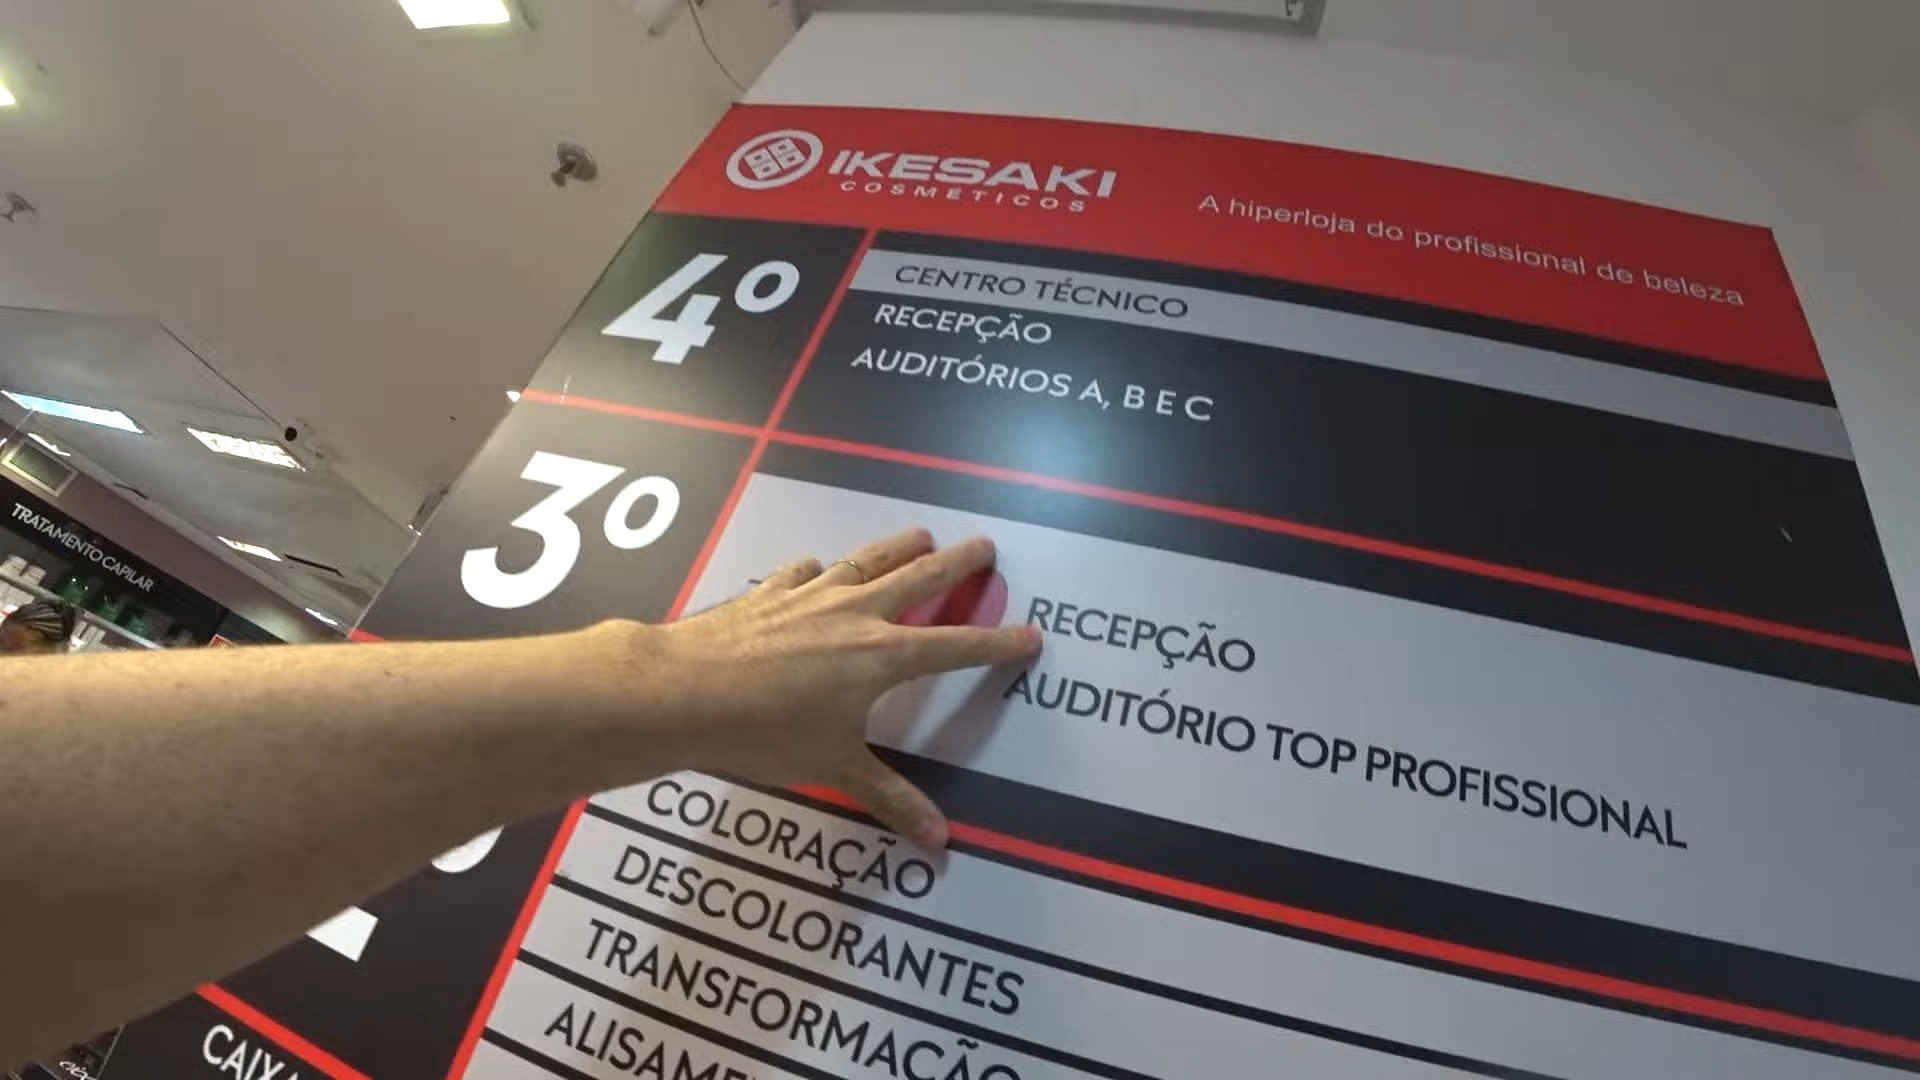 IKESAKI
COSMÉTICOS
A hiperloja do profissional de beleza
4º
CENTRO TÉCNICO
RECEPÇÃO
AUDITÓRIOS A, B E C
3º
RECEPÇÃO
AUDITÓRIO TOP PROFISSIONAL
COLORAÇÃO
DESCOLORANTES
TRANSFORMAÇÃO
TRATAMENTO CAPILAR